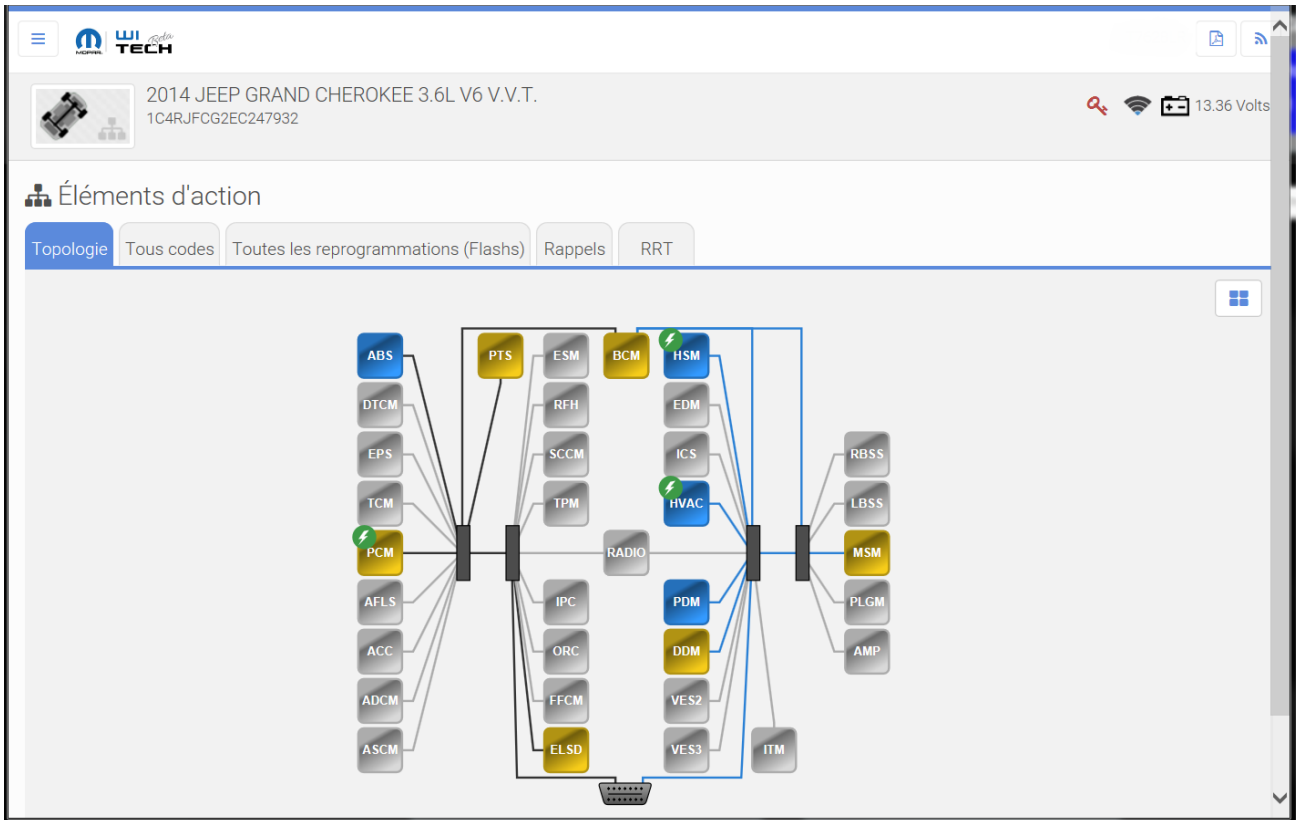 MOPAR
WI Beta
TECH
2014 JEEP GRAND CHEROKEE 3.6L V6 V.V.T.
1C4RJFCG2EC247932
13.36 Volts
Éléments d'action
Topologie
Tous codes
Toutes les reprogrammations (Flashs)
Rappels
RRT
ABS
PTS
ESM
BCM
HSM
DTCM
RFH
EDM
EPS
SCCM
ICS
RBSS
TCM
TPM
HVAC
LBSS
PCM
RADIO
MSM
AFLS
IPC
PDM
PLGM
ACC
ORC
DDM
AMP
ADCM
FFCM
VES2
ASCM
ELSD
VES3
ITM